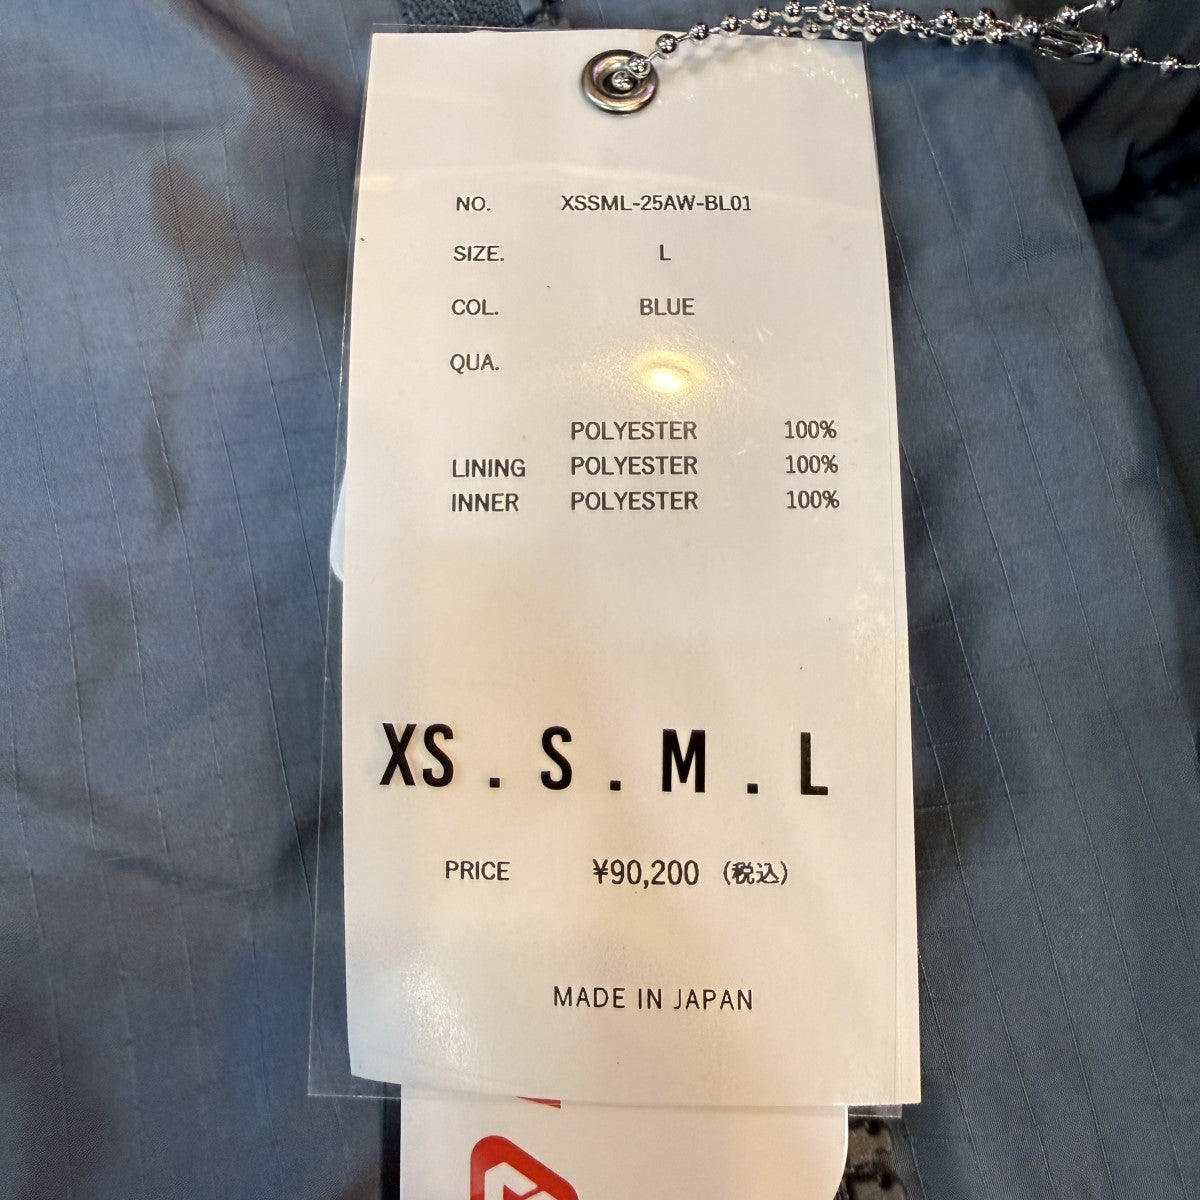 NO. XSSML-25AW-BL01
SIZE. L
COL. BLUE
QUA.
POLYESTER 100%
LINING POLYESTER 100%
INNER POLYESTER 100%
XS . S . M . L
PRICE ¥90,200 (税込)
MADE IN JAPAN